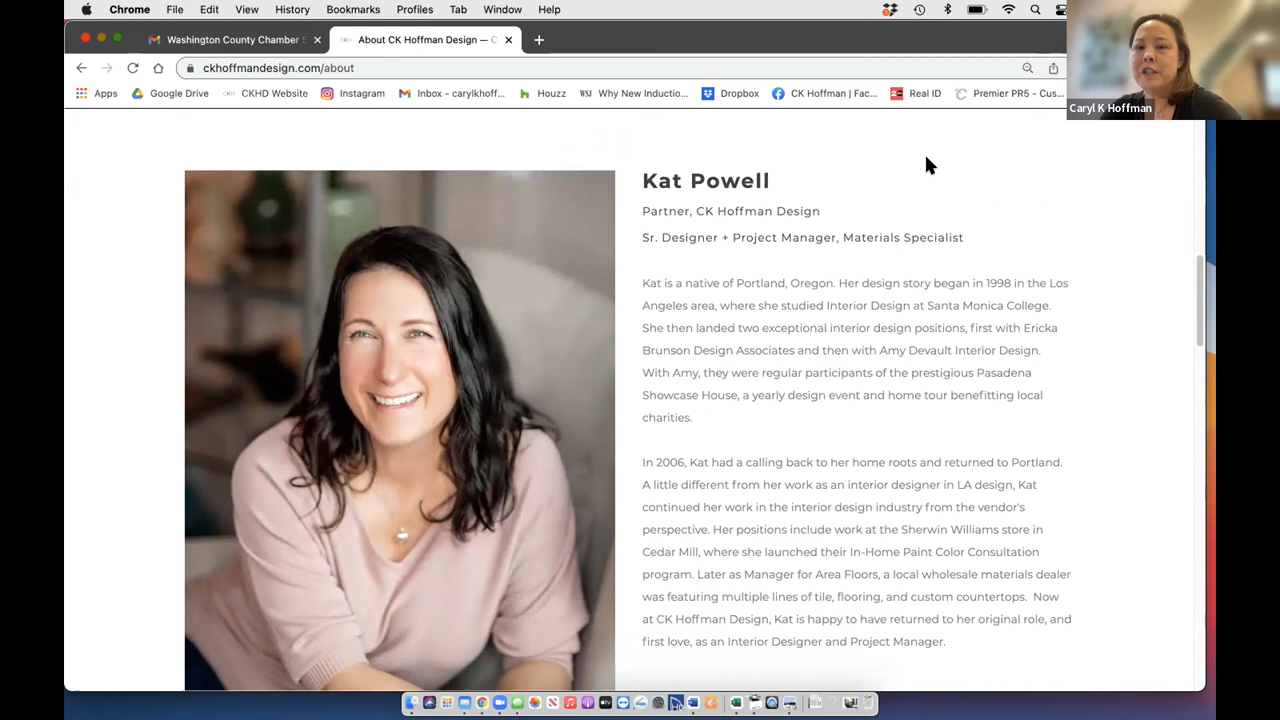 Chrome File Edit View History Bookmarks Profiles Tab Window Help
Washington County Chamber
About CK Hoffman Design — C
ckhoffmandesign.com/about
Apps Google Drive CKHD Website Instagram Inbox - carylkhoff... Houzz WSJ Why New Inductio... Dropbox CK Hoffman | Fac... Real ID Premier PR5 - Cus...
Caryl K Hoffman
Kat Powell
Partner, CK Hoffman Design
Sr. Designer + Project Manager, Materials Specialist
Kat is a native of Portland, Oregon. Her design story began in 1998 in the Los
Angeles area, where she studied Interior Design at Santa Monica College.
She then landed two exceptional interior design positions, first with Ericka
Brunson Design Associates and then with Amy Devault Interior Design.
With Amy, they were regular participants of the prestigious Pasadena
Showcase House, a yearly design event and home tour benefitting local
charities.
In 2006, Kat had a calling back to her home roots and returned to Portland.
A little different from her work as an interior designer in LA design, Kat
continued her work in the interior design industry from the vendor's
perspective. Her positions include work at the Sherwin Williams store in
Cedar Mill, where she launched their In-Home Paint Color Consultation
program. Later as Manager for Area Floors, a local wholesale materials dealer
was featuring multiple lines of tile, flooring, and custom countertops. Now
at CK Hoffman Design, Kat is happy to have returned to her original role, and
first love, as an Interior Designer and Project Manager.